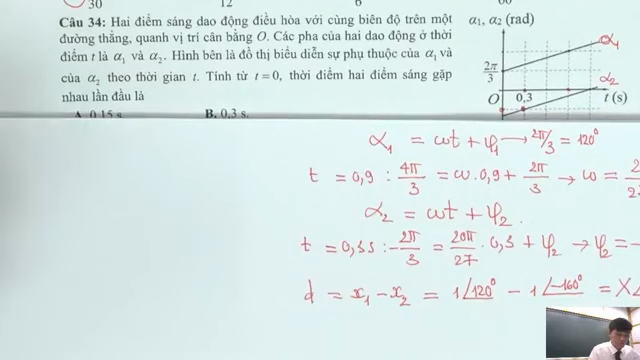 30 12 6 60
Câu 34: Hai điểm sáng dao động điều hòa với cùng biên độ trên một
đường thẳng, quanh vị trí cân bằng O. Các pha của hai dao động ở thời
điểm t là α₁ và α₂. Hình bên là đồ thị biểu diễn sự phụ thuộc của α₁ và
của α₂ theo thời gian t. Tính từ t = 0, thời điểm hai điểm sáng gặp
nhau lần đầu là
A. 0,15 s. B. 0,3 s.
α₁, α₂ (rad)
α₁
2π/3
α₂
O 0,3 t (s)
α₁ = ωt + φ₁ → 2π/3 = 120°
t = 0,9 : 4π/3 = ω.0,9 + 2π/3 → ω =
α₂ = ωt + φ₂.
: -2π/3 = 20π/27 . 0,3 + φ₂ → φ₂ = -
d = x₁ - x₂ = 1∠120° - 1∠-160° = X∠